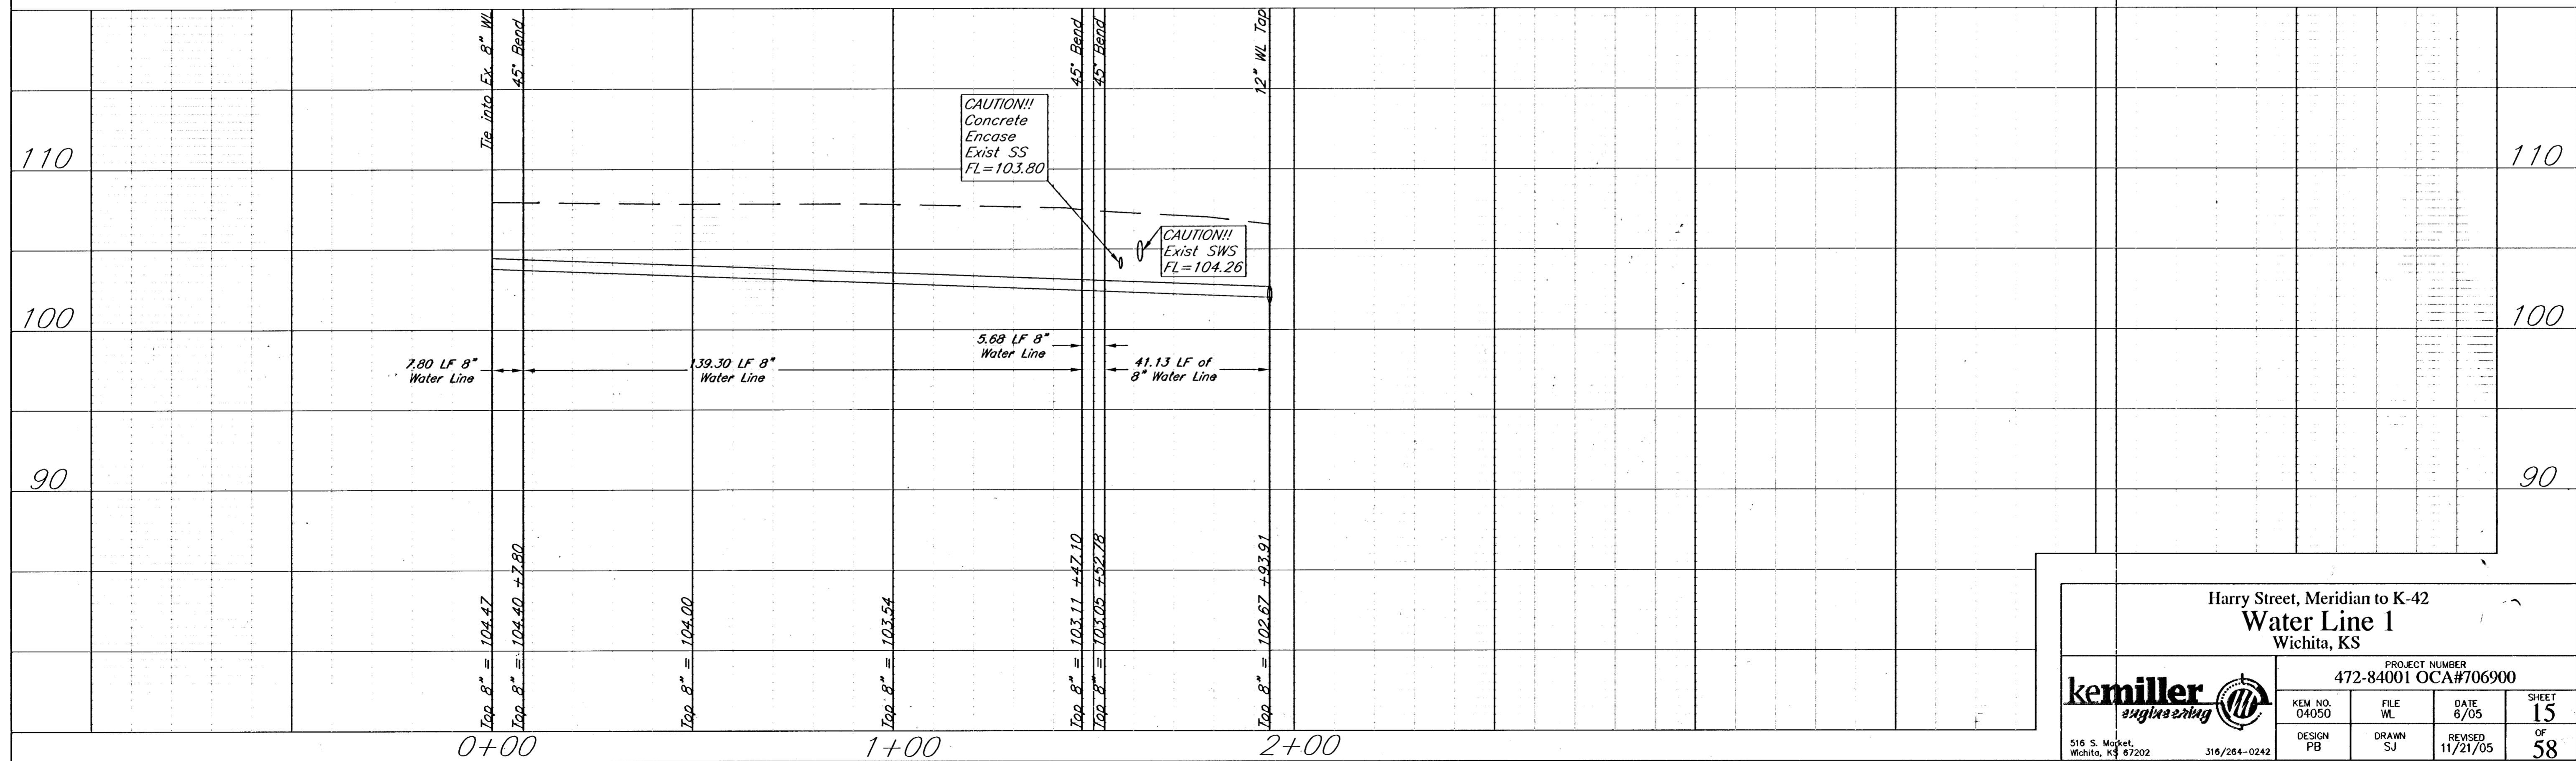 Tie into Ex. 8" WL
45° Bend
45° Bend
45° Bend
12" WL Tap
CAUTION!!
Concrete
Encase
Exist SS
FL=103.80
CAUTION!!
Exist SWS
FL=104.26
110
110
100
100
90
90
7.80 LF 8"
Water Line
139.30 LF 8"
Water Line
5.68 LF 8"
Water Line
41.13 LF of
8" Water Line
Top 8" = 104.47
Top 8" = 104.40 +7.80
Top 8" = 104.00
Top 8" = 103.54
Top 8" = 103.11 +47.10
Top 8" = 103.05 +52.78
Top 8" = 102.67 +93.91
0+00
1+00
2+00
Harry Street, Meridian to K-42
Water Line 1
Wichita, KS
kemiller
engineering
516 S. Market,
Wichita, KS 67202
316/264-0242
PROJECT NUMBER
472-84001 OCA#706900
KEM NO.
04050
FILE
WL
DATE
6/05
SHEET
15
DESIGN
PB
DRAWN
SJ
REVISED
11/21/05
OF
58